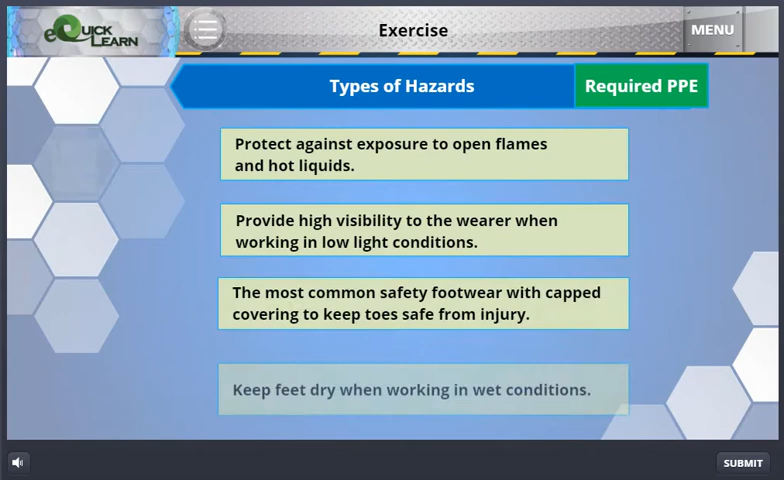 eQuick
Learn
Exercise
MENU
Types of Hazards
Required PPE
Protect against exposure to open flames
and hot liquids.
Provide high visibility to the wearer when
working in low light conditions.
The most common safety footwear with capped
covering to keep toes safe from injury.
Keep feet dry when working in wet conditions.
SUBMIT